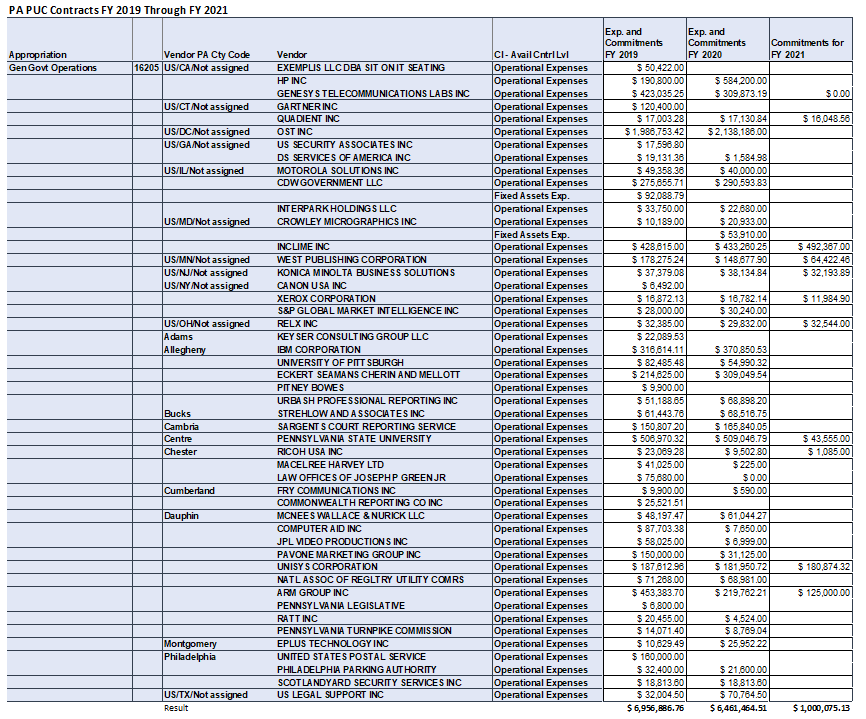 PA PUC Contracts FY 2019 Through FY 2021
Appropriation Vendor PA Cty Code Vendor CI - Avail Cntrl Lvl Exp. and Commitments FY 2019 Exp. and Commitments FY 2020 Commitments for FY 2021
Gen Govt Operations 16205 US/CA/Not assigned EXEMPLIS LLC DBA SIT ON IT SEATING Operational Expenses $ 50,422.00
HP INC Operational Expenses $ 190,800.00 $ 584,200.00
GENESYS TELECOMMUNICATIONS LABS INC Operational Expenses $ 423,035.25 $ 309,873.19 $ 0.00
US/CT/Not assigned GARTNER INC Operational Expenses $ 120,400.00
QUADIENT INC Operational Expenses $ 17,003.28 $ 17,130.84 $ 16,048.56
US/DC/Not assigned OST INC Operational Expenses $ 1,986,753.42 $ 2,138,186.00
US/GA/Not assigned US SECURITY ASSOCIATES INC Operational Expenses $ 17,596.80
DS SERVICES OF AMERICA INC Operational Expenses $ 19,131.36 $ 1,584.98
US/IL/Not assigned MOTOROLA SOLUTIONS INC Operational Expenses $ 49,358.36 $ 40,000.00
CDW GOVERNMENT LLC Operational Expenses $ 275,655.71 $ 290,593.83
Fixed Assets Exp. $ 92,088.79
INTERPARK HOLDINGS LLC Operational Expenses $ 33,750.00 $ 22,680.00
US/MD/Not assigned CROWLEY MICROGRAPHICS INC Operational Expenses $ 10,189.00 $ 20,933.00
Fixed Assets Exp. $ 53,910.00
INCLIME INC Operational Expenses $ 428,615.00 $ 433,260.25 $ 492,367.00
US/MN/Not assigned WEST PUBLISHING CORPORATION Operational Expenses $ 178,275.24 $ 148,677.90 $ 64,422.46
US/NJ/Not assigned KONICA MINOLTA BUSINESS SOLUTIONS Operational Expenses $ 37,379.08 $ 38,134.84 $ 32,193.89
US/NY/Not assigned CANON USA INC Operational Expenses $ 6,492.00
XEROX CORPORATION Operational Expenses $ 16,872.13 $ 16,782.14 $ 11,984.90
S&P GLOBAL MARKET INTELLIGENCE INC Operational Expenses $ 28,000.00 $ 30,240.00
US/OH/Not assigned RELX INC Operational Expenses $ 32,385.00 $ 29,832.00 $ 32,544.00
Adams KEYSER CONSULTING GROUP LLC Operational Expenses $ 22,089.53
Allegheny IBM CORPORATION Operational Expenses $ 316,614.11 $ 370,850.53
UNIVERSITY OF PITTSBURGH Operational Expenses $ 82,485.48 $ 54,990.32
ECKERT SEAMANS CHERIN AND MELLOTT Operational Expenses $ 214,625.00 $ 309,049.54
PITNEY BOWES Operational Expenses $ 9,900.00
URBASH PROFESSIONAL REPORTING INC Operational Expenses $ 51,188.65 $ 68,898.20
Bucks STREHLOW AND ASSOCIATES INC Operational Expenses $ 61,443.76 $ 68,516.75
Cambria SARGENTS COURT REPORTING SERVICE Operational Expenses $ 150,807.20 $ 165,840.05
Centre PENNSYLVANIA STATE UNIVERSITY Operational Expenses $ 506,970.32 $ 509,046.79 $ 43,555.00
Chester RICOH USA INC Operational Expenses $ 23,069.28 $ 9,502.80 $ 1,085.00
MACELREE HARVEY LTD Operational Expenses $ 41,025.00 $ 225.00
LAW OFFICES OF JOSEPH P GREEN JR Operational Expenses $ 75,680.00 $ 0.00
Cumberland FRY COMMUNICATIONS INC Operational Expenses $ 9,900.00 $ 590.00
COMMONWEALTH REPORTING CO INC Operational Expenses $ 25,521.51
Dauphin MCNEES WALLACE & NURICK LLC Operational Expenses $ 48,197.47 $ 61,044.27
COMPUTER AID INC Operational Expenses $ 87,703.38 $ 7,650.00
JPL VIDEO PRODUCTIONS INC Operational Expenses $ 58,025.00 $ 6,999.00
PAVONE MARKETING GROUP INC Operational Expenses $ 150,000.00 $ 31,125.00
UNISYS CORPORATION Operational Expenses $ 187,612.96 $ 181,950.72 $ 180,874.32
NATL ASSOC OF REGLTRY UTILITY COMRS Operational Expenses $ 71,268.00 $ 68,981.00
ARM GROUP INC Operational Expenses $ 453,383.70 $ 219,762.21 $ 125,000.00
PENNSYLVANIA LEGISLATIVE Operational Expenses $ 6,800.00
RATT INC Operational Expenses $ 20,455.00 $ 4,524.00
PENNSYLVANIA TURNPIKE COMMISSION Operational Expenses $ 14,071.40 $ 8,769.04
Montgomery EPLUS TECHNOLOGY INC Operational Expenses $ 10,629.49 $ 25,952.22
Philadelphia UNITED STATES POSTAL SERVICE Operational Expenses $ 160,000.00
PHILADELPHIA PARKING AUTHORITY Operational Expenses $ 32,400.00 $ 21,600.00
SCOTLANDYARD SECURITY SERVICES INC Operational Expenses $ 18,813.60 $ 18,813.60
US/TX/Not assigned US LEGAL SUPPORT INC Operational Expenses $ 32,004.50 $ 70,764.50
Result $ 6,956,886.76 $ 6,461,464.51 $ 1,000,075.13